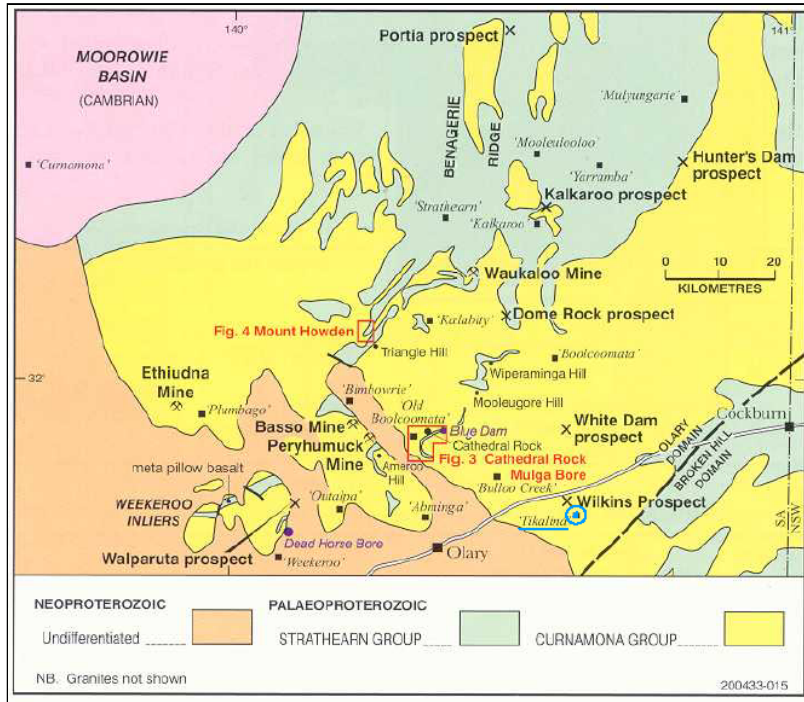 140°
141°
Portia prospect
MOOROWIE
BASIN
(CAMBRIAN)
'Mulyungarie'
BENAGERIE
RIDGE
'Mooleulooloo'
'Curnamona'
'Yarramba'
Hunter's Dam
prospect
Kalkaroo prospect
'Strathearn'
'Kalkaroo'
Waukaloo Mine
0 10 20
KILOMETRES
Fig. 4 Mount Howden
'Kalabity'
Dome Rock prospect
Triangle Hill
'Boolcoomata'
Wiperaminga Hill
32°
Ethiudna
Mine
'Bimbowrie'
Mooleugore Hill
'Plumbago'
'Old
Boolcoomata'
Cockburn
Basso Mine
Blue Dam
White Dam
prospect
Peryhumuck
Mine
Cathedral Rock
OLARY
DOMAIN
BROKEN HILL
DOMAIN
Ameroo
Hill
Fig. 3 Cathedral Rock
Mulga Bore
meta pillow basalt
'Bulloo Creek'
WEEKEROO
INLIERS
'Outalpa'
'Abminga'
Wilkins Prospect
'Tikalina'
SA
NSW
Walparuta prospect
Dead Horse Bore
'Weekeroo'
Olary
NEOPROTEROZOIC
PALAEOPROTEROZOIC
Undifferentiated
STRATHEARN GROUP
CURNAMONA GROUP
NB. Granites not shown
200433-015